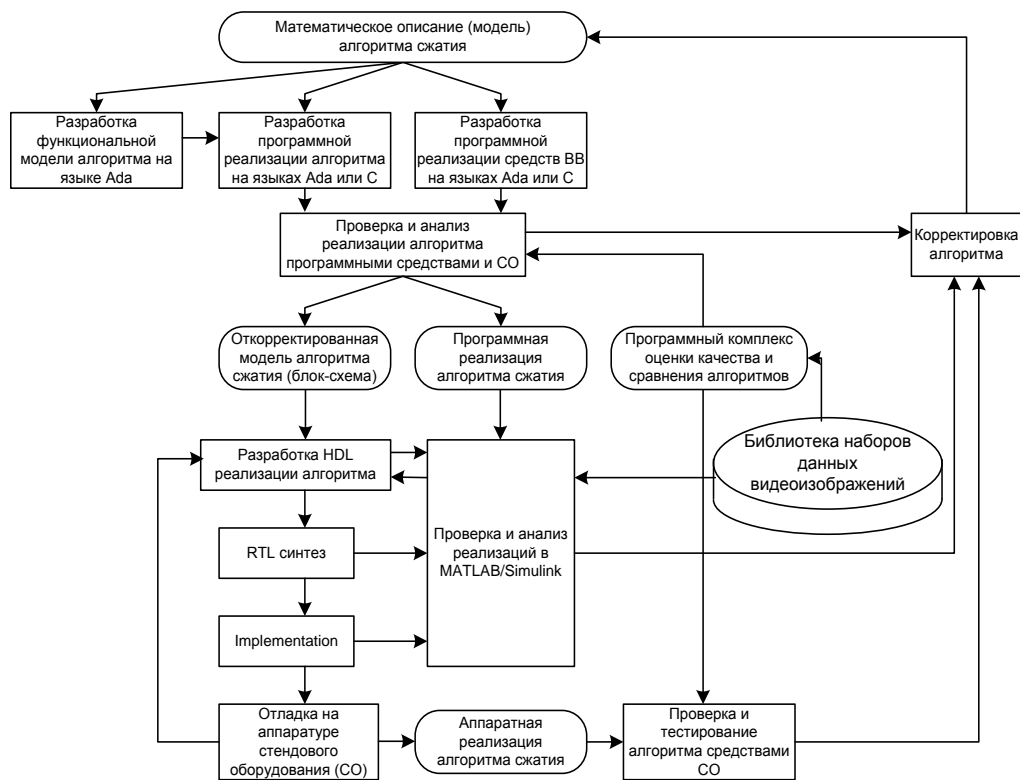 Математическое описание (модель)
алгоритма сжатия
Разработка
функциональной
модели алгоритма на
языке Ada
Разработка
программной
реализации алгоритма
на языках Ada или C
Разработка
программной
реализации средств ВВ
на языках Ada или C
Проверка и анализ
реализации алгоритма
программными средствами и СО
Корректировка
алгоритма
Откорректированная
модель алгоритма
сжатия (блок-схема)
Программная
реализация
алгоритма сжатия
Программный комплекс
оценки качества и
сравнения алгоритмов
Библиотека наборов
данных
видеоизображений
Разработка HDL
реализации алгоритма
Проверка и анализ
реализаций в
MATLAB/Simulink
RTL синтез
Implementation
Отладка на
аппаратуре
стендового
оборудования (СО)
Аппаратная
реализация
алгоритма сжатия
Проверка и
тестирование
алгоритма средствами
СО